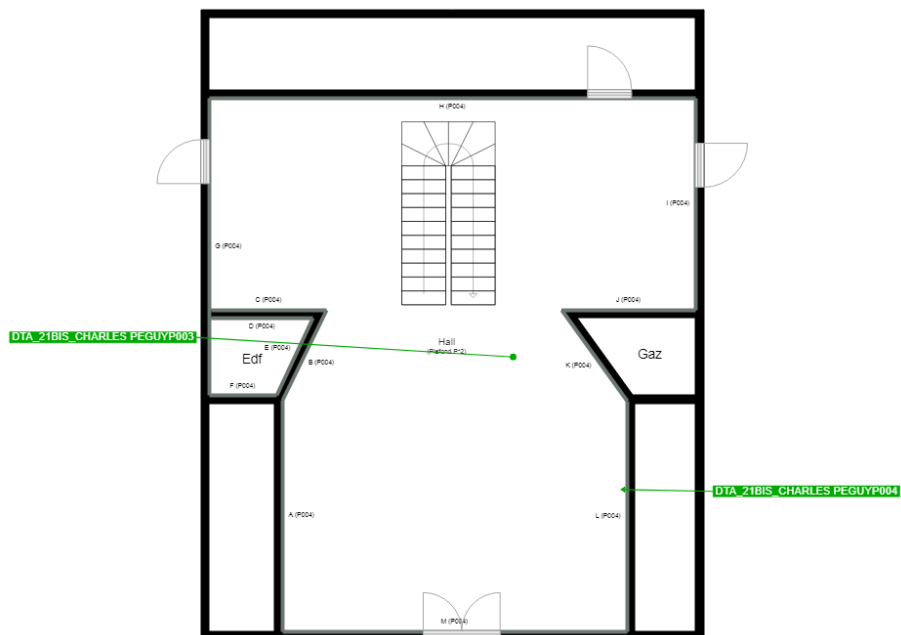 H (P004)
I (P004)
G (P004)
C (P004)
J (P004)
D (P004)
DTA_21BIS_CHARLES PEGUYP003
E (P004)
Edf
B (P004)
F (P004)
Hall
K (P004)
Gaz
DTA_21BIS_CHARLES PEGUYP004
A (P004)
L (P004)
M (P004)